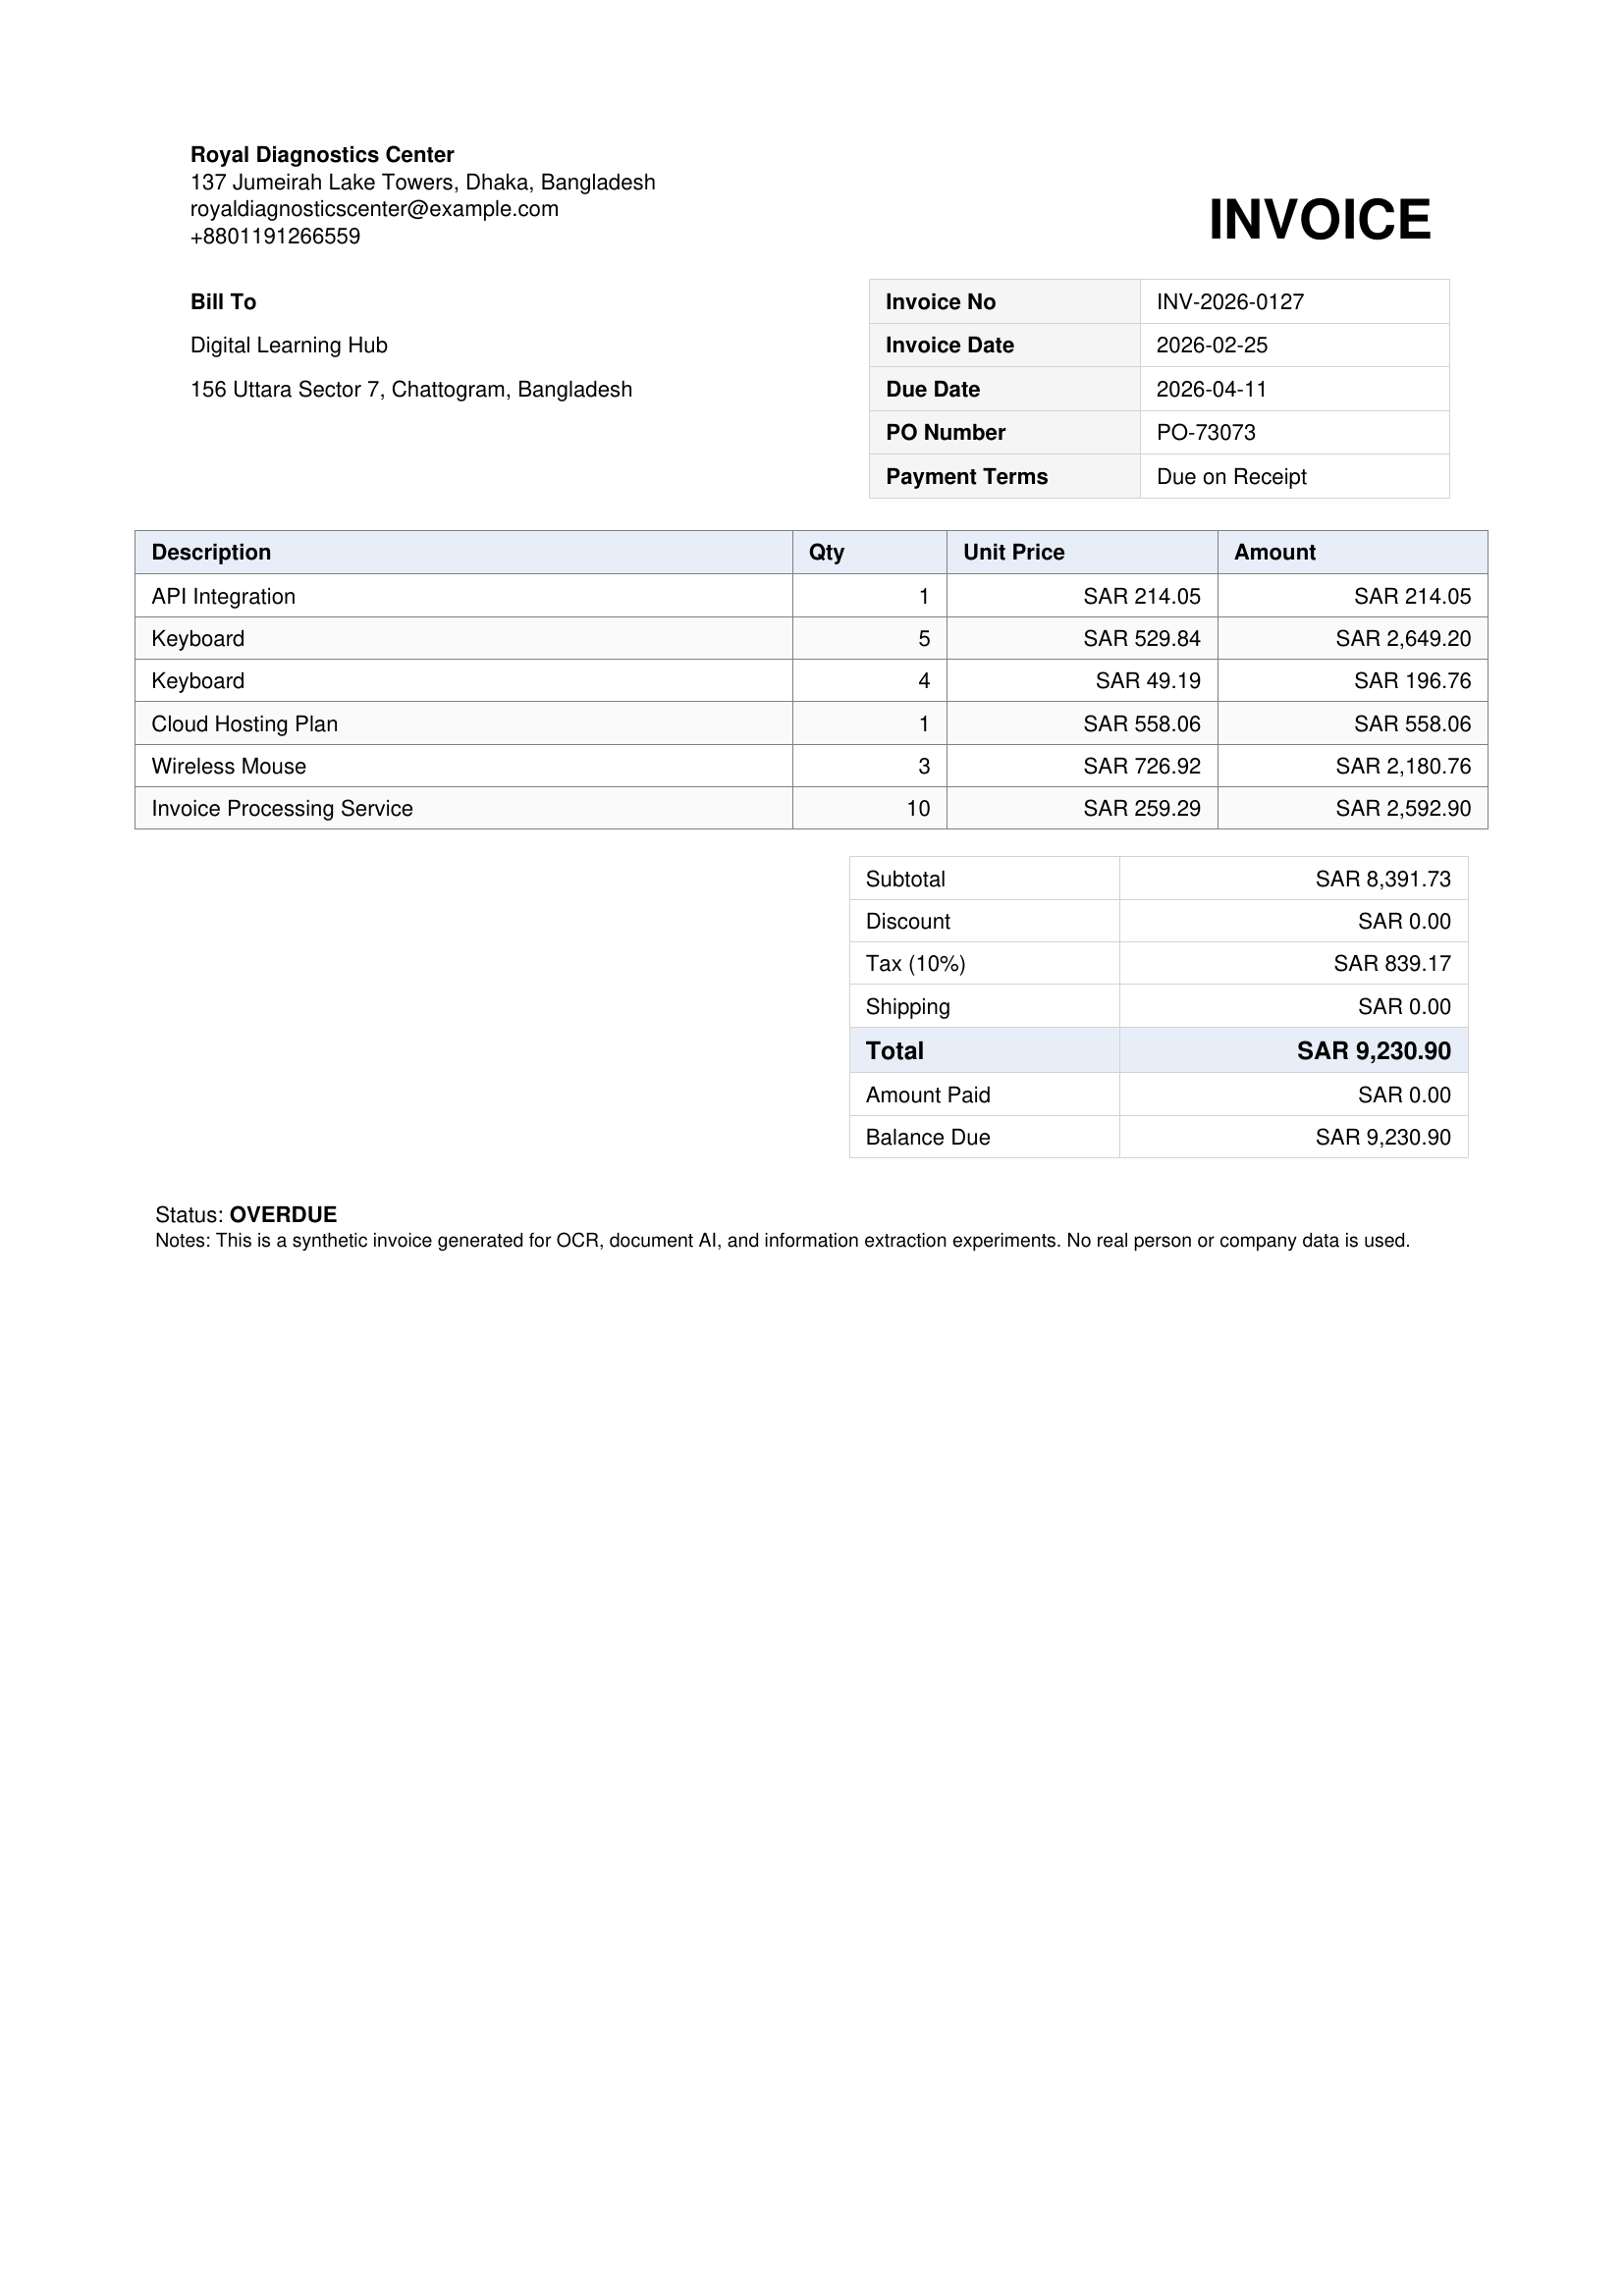 Royal Diagnostics Center
137 Jumeirah Lake Towers, Dhaka, Bangladesh
royaldiagnosticscenter@example.com
+8801191266559
INVOICE
Bill To
Digital Learning Hub
156 Uttara Sector 7, Chattogram, Bangladesh
Invoice No INV-2026-0127
Invoice Date 2026-02-25
Due Date 2026-04-11
PO Number PO-73073
Payment Terms Due on Receipt
Description Qty Unit Price Amount
API Integration 1 SAR 214.05 SAR 214.05
Keyboard 5 SAR 529.84 SAR 2,649.20
Keyboard 4 SAR 49.19 SAR 196.76
Cloud Hosting Plan 1 SAR 558.06 SAR 558.06
Wireless Mouse 3 SAR 726.92 SAR 2,180.76
Invoice Processing Service 10 SAR 259.29 SAR 2,592.90
Subtotal SAR 8,391.73
Discount SAR 0.00
Tax (10%) SAR 839.17
Shipping SAR 0.00
Total SAR 9,230.90
Amount Paid SAR 0.00
Balance Due SAR 9,230.90
Status: OVERDUE
Notes: This is a synthetic invoice generated for OCR, document AI, and information extraction experiments. No real person or company data is used.